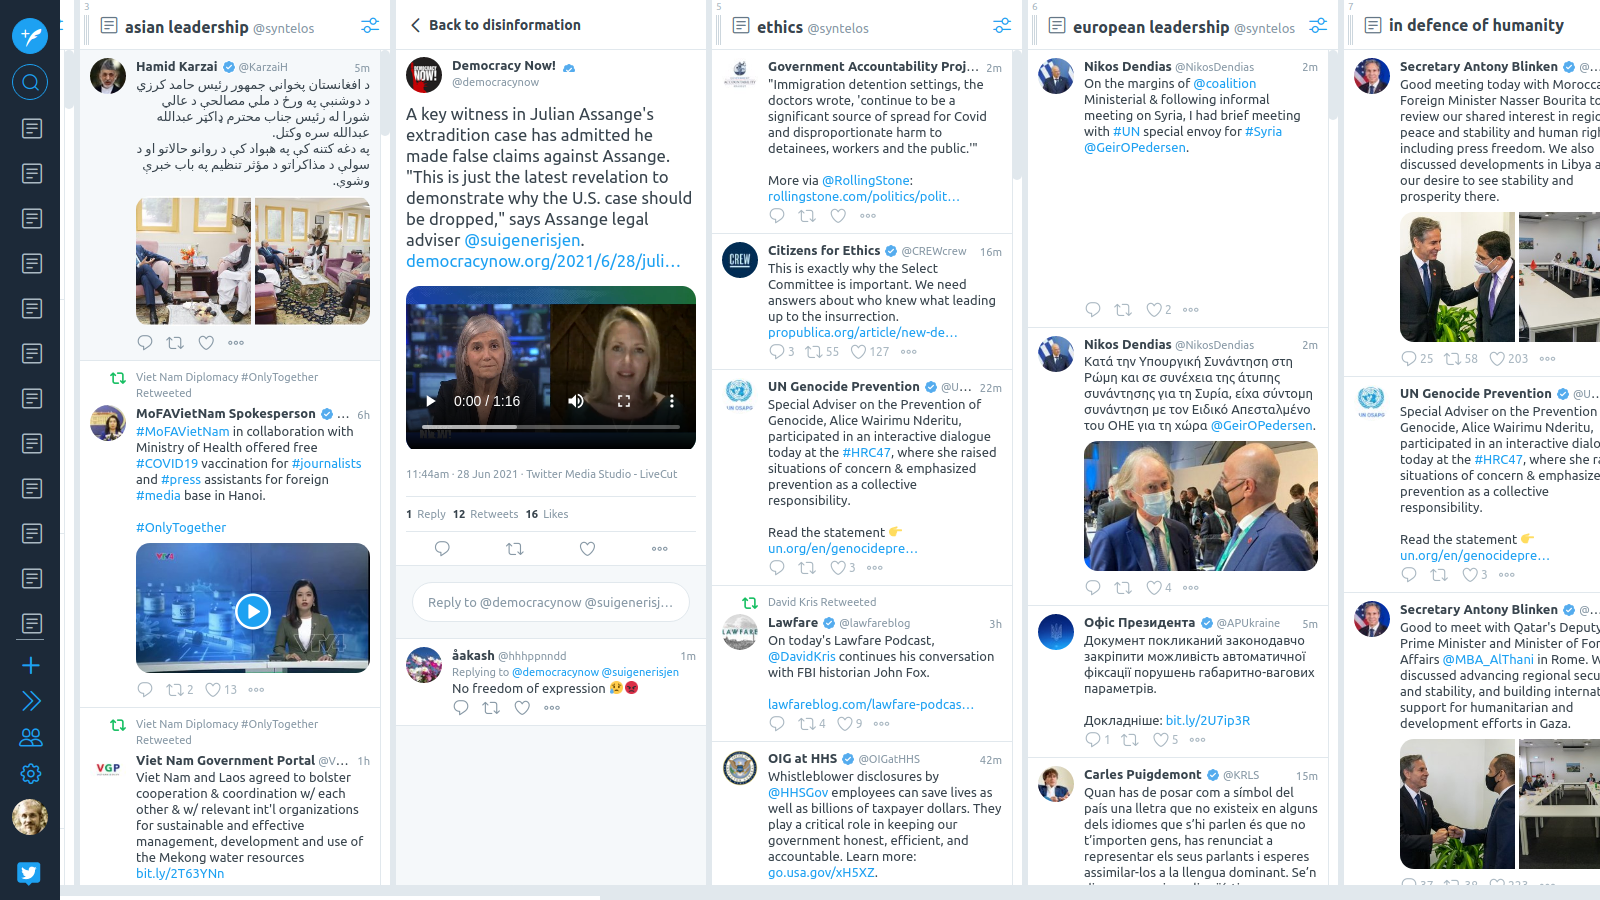 3
asian leadership @syntelos
Hamid Karzai @KarzaiH 5m
د افغانستان پخواني جمهور رئیس حامد کرزي
د دوشنبې په ورځ د ملي مصالحې د عالي
شورا له رئیس جناب محترم ډاکټر عبدالله
عبدالله سره وکتل.
په دغه کتنه کې په هېواد کې د روانو حالاتو او د
سولې د مذاکراتو د مؤثر تنظیم په باب خبرې
وشوې.
Viet Nam Diplomacy #OnlyTogether
Retweeted
MoFAVietNam Spokesperson ... 6h
#MoFAVietNam in collaboration with
Ministry of Health offered free
#COVID19 vaccination for #journalists
and #press assistants for foreign
#media base in Hanoi.
#OnlyTogether
2 13
Viet Nam Diplomacy #OnlyTogether
Retweeted
VGP
Viet Nam Government Portal @V... 1h
Viet Nam and Laos agreed to bolster
cooperation & coordination w/ each
other & w/ relevant int'l organizations
for sustainable and effective
management, development and use of
the Mekong water resources
bit.ly/2T63YNn
Back to disinformation
DEMOCRACY NOW!
Democracy Now!
@democracynow
A key witness in Julian Assange's
extradition case has admitted he
made false claims against Assange.
"This is just the latest revelation to
demonstrate why the U.S. case should
be dropped," says Assange legal
adviser @suigenerisjen.
democracynow.org/2021/6/28/juli…
0:00 / 1:16
11:44am · 28 Jun 2021 · Twitter Media Studio - LiveCut
1 Reply 12 Retweets 16 Likes
Reply to @democracynow @suigenerisj...
åakash @hhhppnndd 1m
Replying to @democracynow @suigenerisjen
No freedom of expression 😢😡
5
ethics @syntelos
Government Accountability Proj... 2m
"Immigration detention settings, the
doctors wrote, 'continue to be a
significant source of spread for Covid
and disproportionate harm to
detainees, workers and the public.'"
More via @RollingStone:
rollingstone.com/politics/polit…
CREW
Citizens for Ethics @CREWcrew 16m
This is exactly why the Select
Committee is important. We need
answers about who knew what leading
up to the insurrection.
propublica.org/article/new-de…
3 55 127
UN OSAPG
UN Genocide Prevention @U... 22m
Special Adviser on the Prevention of
Genocide, Alice Wairimu Nderitu,
participated in an interactive dialogue
today at the #HRC47, where she raised
situations of concern & emphasized
prevention as a collective
responsibility.
Read the statement 👉
un.org/en/genocidepre…
3
David Kris Retweeted
LAWFARE
Lawfare @lawfareblog 3h
On today's Lawfare Podcast,
@DavidKris continues his conversation
with FBI historian John Fox.
lawfareblog.com/lawfare-podcas…
4 9
OIG at HHS @OIGatHHS 42m
Whistleblower disclosures by
@HHSGov employees can save lives as
well as billions of taxpayer dollars. They
play a critical role in keeping our
government honest, efficient, and
accountable. Learn more:
go.usa.gov/xH5XZ.
6
european leadership @syntelos
Nikos Dendias @NikosDendias 2m
On the margins of @coalition
Ministerial & following informal
meeting on Syria, I had brief meeting
with #UN special envoy for #Syria
@GeirOPedersen.
2
Nikos Dendias @NikosDendias 2m
Κατά την Υπουργική Συνάντηση στη
Ρώμη και σε συνέχεια της άτυπης
συνάντησης για τη Συρία, είχα σύντομη
συνάντηση με τον Ειδικό Απεσταλμένο
του ΟΗΕ για τη χώρα @GeirOPedersen.
4
Офіс Президента @APUkraine 5m
Документ покликаний законодавчо
закріпити можливість автоматичної
фіксації порушень габаритно-вагових
параметрів.
Докладніше: bit.ly/2U7ip3R
1 5
Carles Puigdemont @KRLS 15m
Quan has de posar com a símbol del
país una lletra que no existeix en alguns
dels idiomes que s'hi parlen és que no
t'importen gens, has renunciat a
representar els seus parlants i esperes
assimilar-los a la llengua dominant. Se'n
7
in defence of humanity
Secretary Antony Blinken @...
Good meeting today with Morocca
Foreign Minister Nasser Bourita to
review our shared interest in regio
peace and stability and human righ
including press freedom. We also
discussed developments in Libya a
our desire to see stability and
prosperity there.
25 58 203
UN OSAPG
UN Genocide Prevention @U...
Special Adviser on the Prevention
Genocide, Alice Wairimu Nderitu,
participated in an interactive dialo
today at the #HRC47, where she ra
situations of concern & emphasize
prevention as a collective
responsibility.
Read the statement 👉
un.org/en/genocidepre…
3
Secretary Antony Blinken @...
Good to meet with Qatar's Deputy
Prime Minister and Minister of For
Affairs @MBA_AlThani in Rome. W
discussed advancing regional secu
and stability, and building internat
support for humanitarian and
development efforts in Gaza.
37 38 223